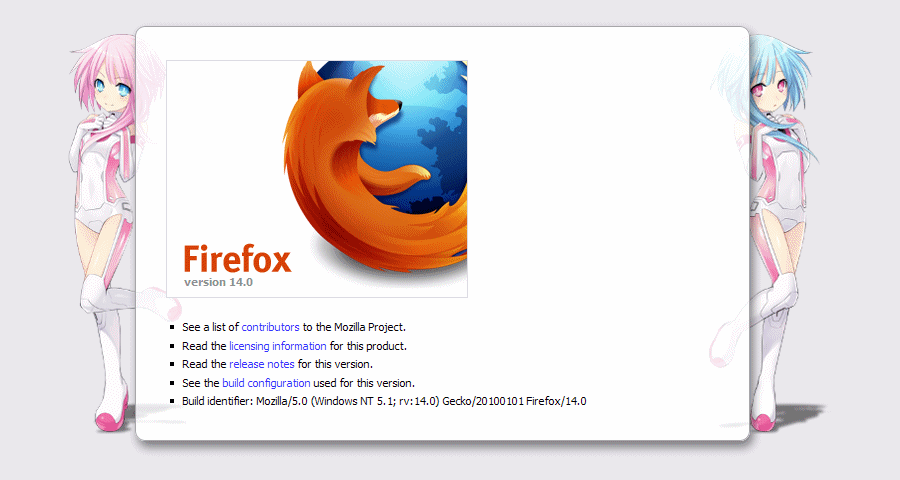 Firefox
version 14.0
See a list of contributors to the Mozilla Project.
Read the licensing information for this product.
Read the release notes for this version.
See the build configuration used for this version.
Build identifier: Mozilla/5.0 (Windows NT 5.1; rv:14.0) Gecko/20100101 Firefox/14.0